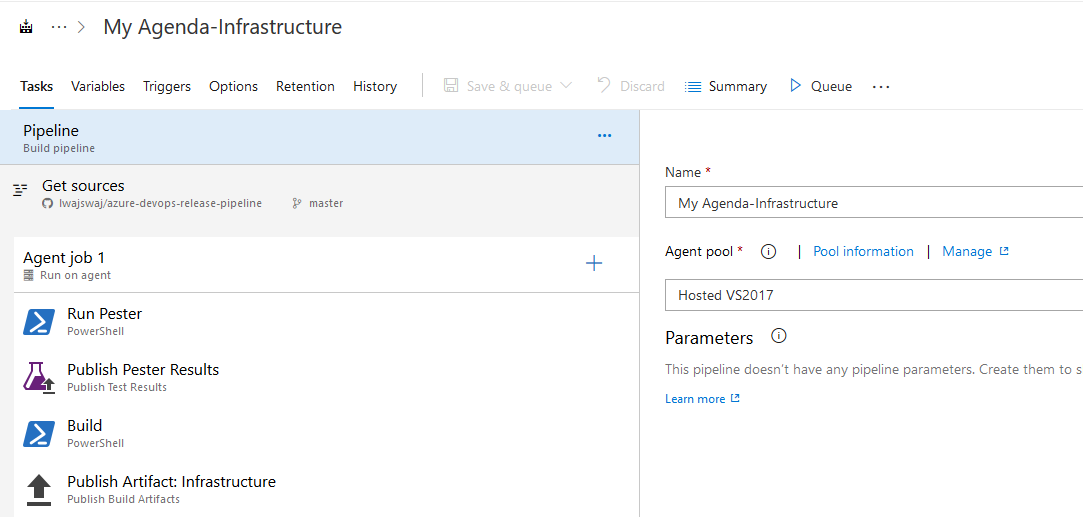 ··· > My Agenda-Infrastructure
Tasks Variables Triggers Options Retention History Save & queue Discard Summary Queue ···
Pipeline
Build pipeline
Get sources
lwajswaj/azure-devops-release-pipeline master
Agent job 1
Run on agent
Run Pester
PowerShell
Publish Pester Results
Publish Test Results
Build
PowerShell
Publish Artifact: Infrastructure
Publish Build Artifacts
Name *
My Agenda-Infrastructure
Agent pool * | Pool information | Manage
Hosted VS2017
Parameters
This pipeline doesn't have any pipeline parameters. Create them to s
Learn more